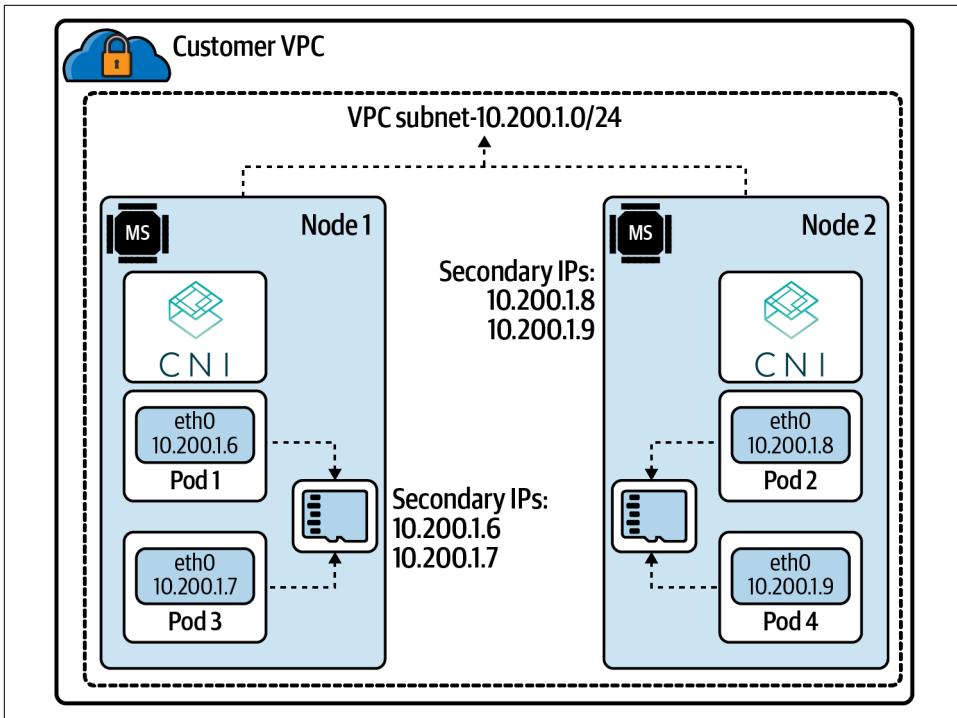 Customer VPC
VPC subnet-10.200.1.0/24
MS
Node 1
CNI
eth0
10.200.1.6
Pod 1
eth0
10.200.1.7
Pod 3
Secondary IPs:
10.200.1.6
10.200.1.7
Secondary IPs:
10.200.1.8
10.200.1.9
MS
Node 2
CNI
eth0
10.200.1.8
Pod 2
eth0
10.200.1.9
Pod 4